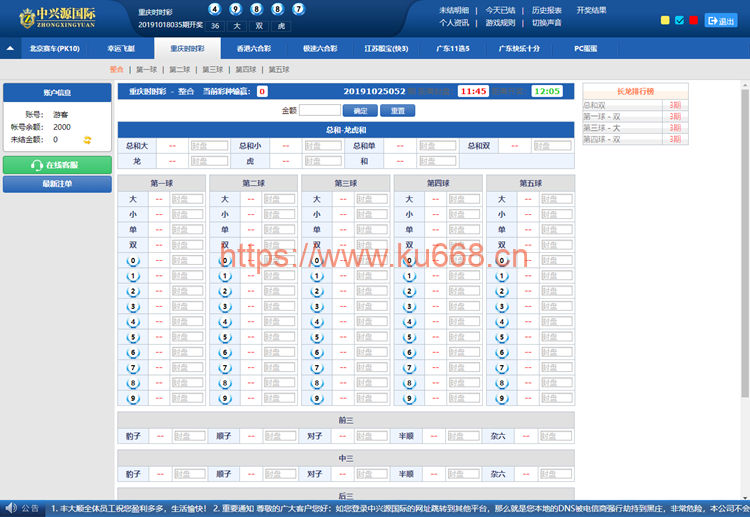 中兴源国际
ZHONGXINGYUAN
重庆时时彩
20191018035期开奖
4 9 8 8 7
36 大 双 虎
未结明细 | 今天已结 | 历史报表 开奖结果
个人资讯 | 游戏规则 | 切换声音
退出
北京赛车(PK10) 幸运飞艇 重庆时时彩 香港六合彩 极速六合彩 江苏骰宝(快3) 广东11选5 广东快乐十分 PC蛋蛋
整合 | 第一球 | 第二球 | 第三球 | 第四球 | 第五球
账户信息
账号: 游客
帐号余额: 2000
未结金额: 0
在线客服
最新注单
重庆时时彩 - 整合 当前彩种输赢: 0 20191025052 11:45 12:05
金额 确定 重置
总和-龙虎和
总和大 -- 封盘 总和小 -- 封盘 总和单 -- 封盘 总和双 -- 封盘
龙 -- 封盘 虎 -- 封盘 和 -- 封盘
第一球 第二球 第三球 第四球 第五球
大 -- 封盘 大 -- 封盘 大 -- 封盘 大 -- 封盘 大 -- 封盘
小 -- 封盘 小 -- 封盘 小 -- 封盘 小 -- 封盘 小 -- 封盘
单 -- 封盘 单 -- 封盘 单 -- 封盘 单 -- 封盘 单 -- 封盘
双 -- 封盘 双 -- 封盘 双 -- 封盘 双 -- 封盘 双 -- 封盘
0 -- 封盘 0 -- 封盘 0 -- 封盘 0 -- 封盘 0 -- 封盘
1 -- 封盘 1 -- 封盘 1 -- 封盘 1 -- 封盘 1 -- 封盘
2 -- 封盘 2 -- 封盘 2 -- 封盘 2 -- 封盘 2 -- 封盘
3 -- 封盘 3 -- 封盘 3 -- 封盘 3 -- 封盘 3 -- 封盘
4 -- 封盘 4 -- 封盘 4 -- 封盘 4 -- 封盘 4 -- 封盘
5 -- 封盘 5 -- 封盘 5 -- 封盘 5 -- 封盘 5 -- 封盘
6 -- 封盘 6 -- 封盘 6 -- 封盘 6 -- 封盘 6 -- 封盘
7 -- 封盘 7 -- 封盘 7 -- 封盘 7 -- 封盘 7 -- 封盘
8 -- 封盘 8 -- 封盘 8 -- 封盘 8 -- 封盘 8 -- 封盘
9 -- 封盘 9 -- 封盘 9 -- 封盘 9 -- 封盘 9 -- 封盘
https://www.ku668.cn
前三
豹子 -- 封盘 顺子 -- 封盘 对子 -- 封盘 半顺 -- 封盘 杂六 -- 封盘
中三
豹子 -- 封盘 顺子 -- 封盘 对子 -- 封盘 半顺 -- 封盘 杂六 -- 封盘
后三
长龙排行榜
总和双 3期
第一球 - 双 3期
第三球 - 大 3期
第四球 - 双 3期
公告 1. 丰大顺全体员工祝您盈利多多,生活愉快! 2. 重要通知 尊敬的广大客户您好:如您登录中兴源国际的网址跳转到其他平台,那么就是您本地的DNS被电信商强行劫持到黑庄,非常危险,本公司不会